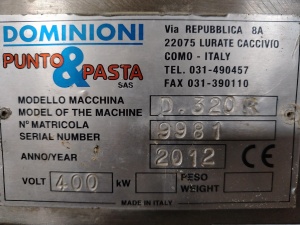 DOMINIONI
PUNTO & PASTA
SAS
Via REPUBBLICA 8A
22075 LURATE CACCIVIO
COMO - ITALY
TEL. 031-490457
FAX 031-390110
MODELLO MACCHINA
MODEL OF THE MACHINE D.320
N° MATRICOLA
SERIAL NUMBER 9981
ANNO/YEAR 2012 CE
VOLT 400 kW PESO
WEIGHT
MADE IN ITALY